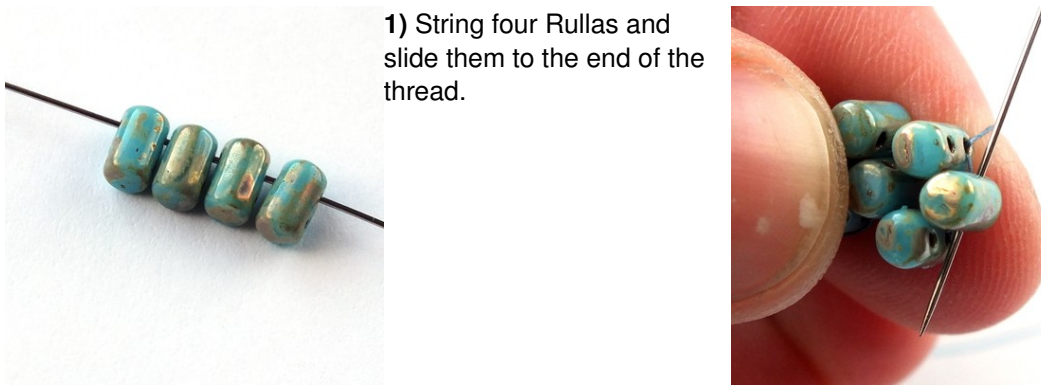 1) String four Rullas and
slide them to the end of the
thread.